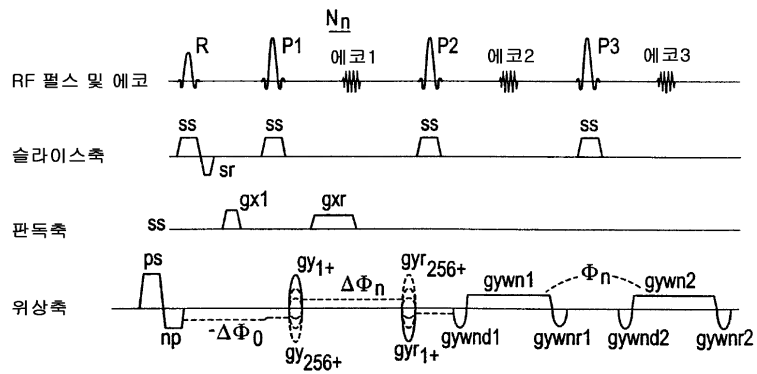 Nn
R P1 에코1 P2 에코2 P3 에코3
RF 펄스 및 에코
ss ss ss ss
슬라이스축
sr
gx1 gxr
ss
판독축
ps gy1+ ΔΦn gyr256+ gywn1 Φn gywn2
위상축
np -ΔΦ0 gy256+ gyr1+ gywnd1 gywnr1 gywnd2 gywnr2